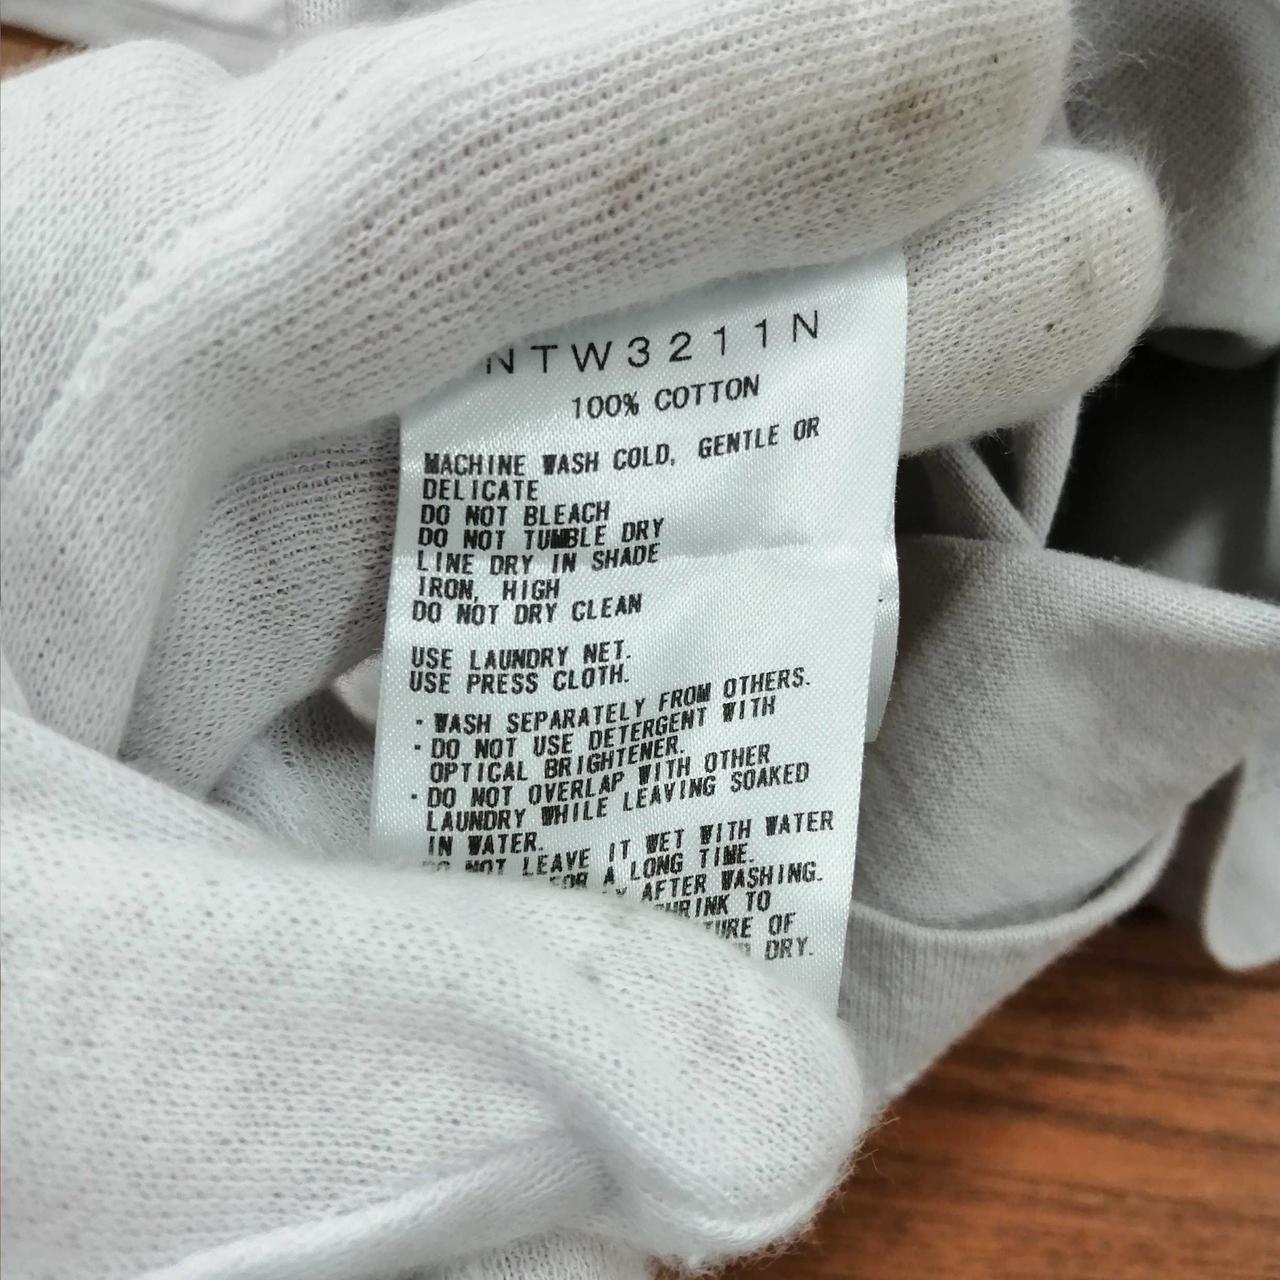 NTW3211N
100% COTTON
MACHINE WASH COLD, GENTLE OR
DELICATE
DO NOT BLEACH
DO NOT TUMBLE DRY
LINE DRY IN SHADE
IRON, HIGH
DO NOT DRY CLEAN
USE LAUNDRY NET.
USE PRESS CLOTH.
· WASH SEPARATELY FROM OTHERS.
· DO NOT USE DETERGENT WITH
OPTICAL BRIGHTENER.
· DO NOT OVERLAP WITH OTHER
LAUNDRY WHILE LEAVING SOAKED
IN WATER.
NOT LEAVE IT WET WITH WATER
FOR A LONG TIME.
AFTER WASHING.
SHRINK TO
OF
DRY.